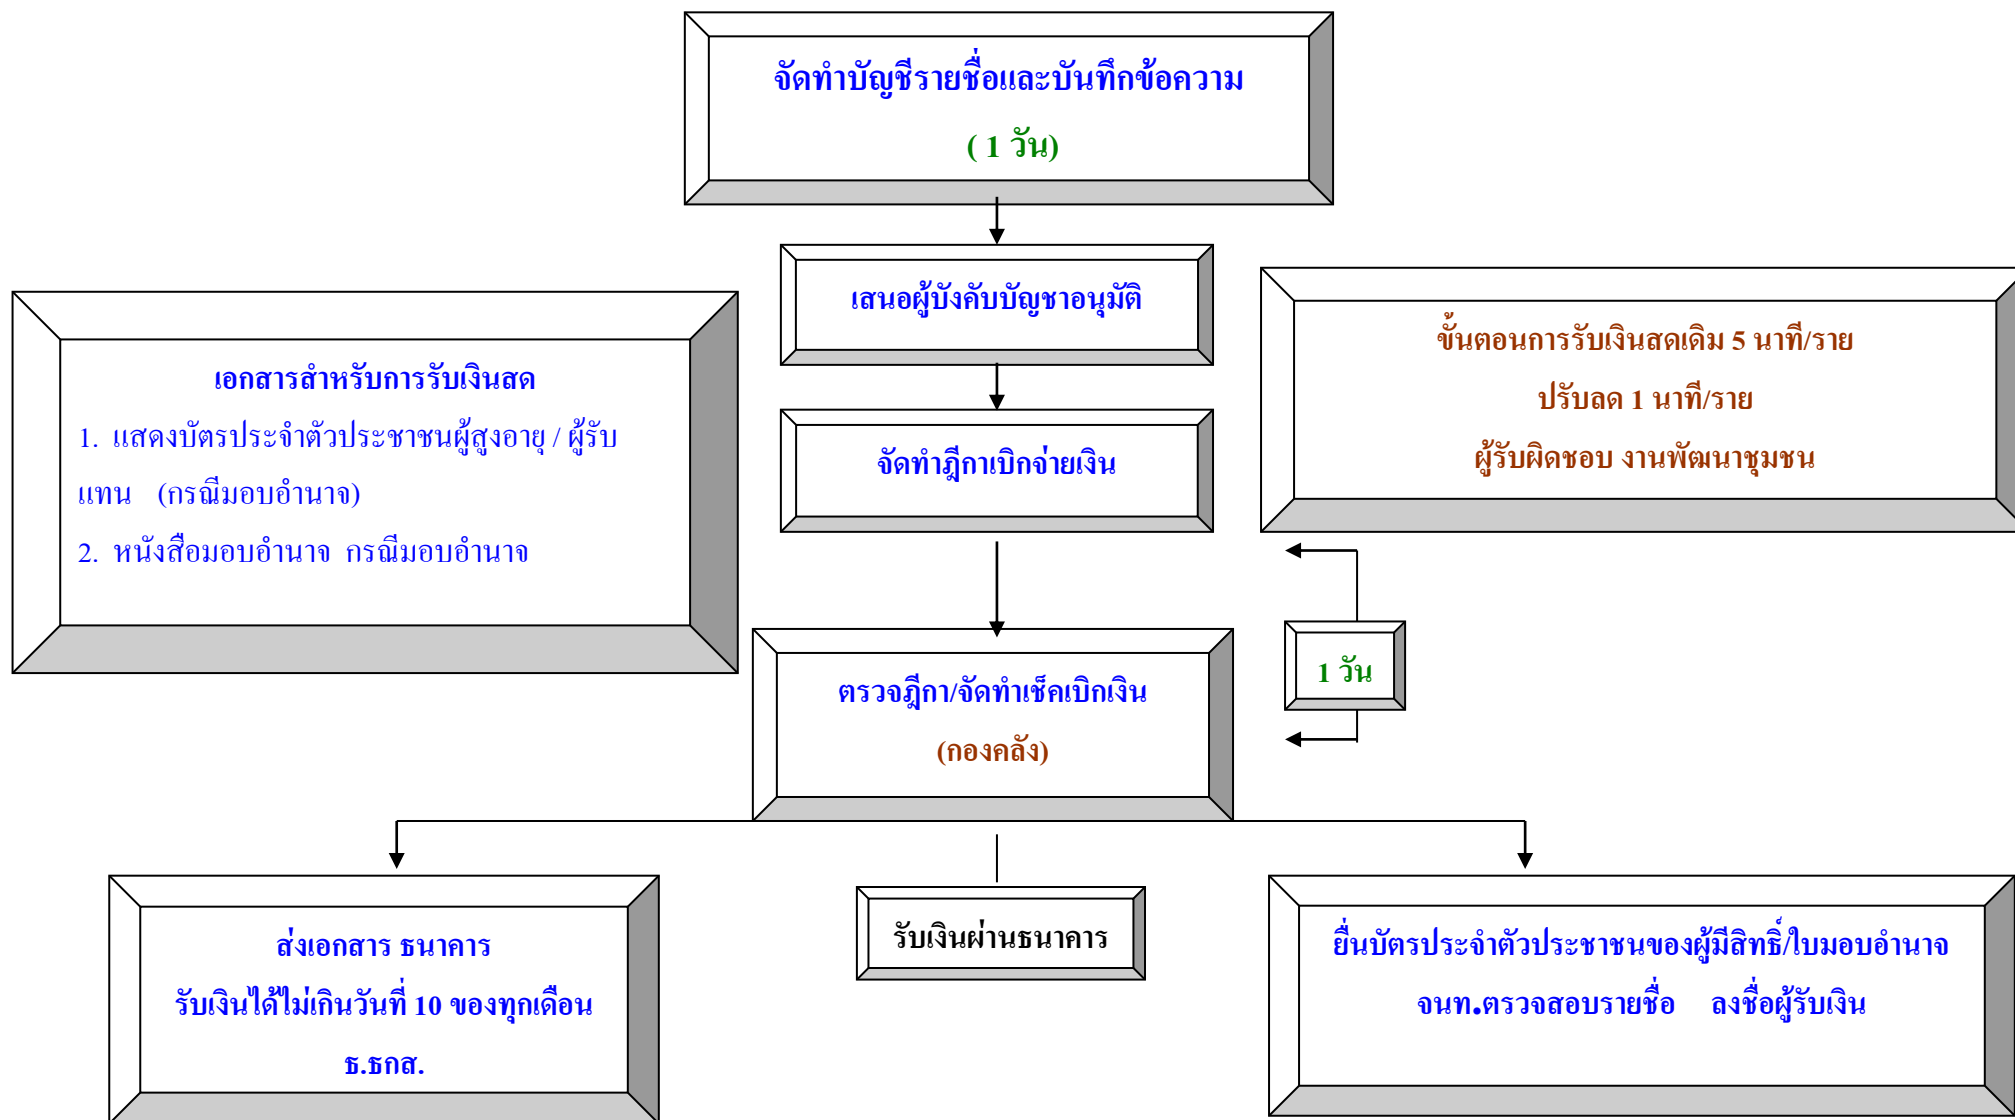 จัดทำบัญชีรายชื่อและบันทึกข้อความ
( 1 วัน)
เสนอผู้บังคับบัญชาอนุมัติ
เอกสารสำหรับการรับเงินสด
1. แสดงบัตรประจำตัวประชาชนผู้สูงอายุ / ผู้รับ
แทน (กรณีมอบอำนาจ)
2. หนังสือมอบอำนาจ กรณีมอบอำนาจ
ขั้นตอนการรับเงินสดเดิม 5 นาที/ราย
ปรับลด 1 นาที/ราย
ผู้รับผิดชอบ งานพัฒนาชุมชน
จัดทำฎีกาเบิกจ่ายเงิน
1 วัน
ตรวจฎีกา/จัดทำเช็คเบิกเงิน
(กองคลัง)
ส่งเอกสาร ธนาคาร
รับเงินได้ไม่เกินวันที่ 10 ของทุกเดือน
ธ.ธกส.
รับเงินผ่านธนาคาร
ยื่นบัตรประจำตัวประชาชนของผู้มีสิทธิ์/ใบมอบอำนาจ
จนท.ตรวจสอบรายชื่อ ลงชื่อผู้รับเงิน